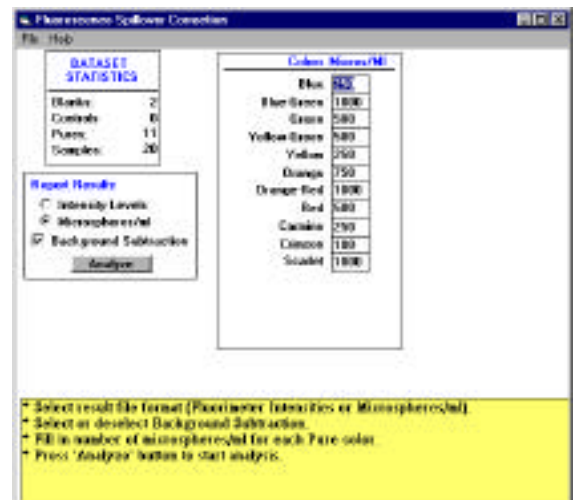 Fluorescence Spillover Correction
File Help
DATASET
STATISTICS
Blanks: 2
Controls 0
Pures: 11
Samples: 20
Report Results
Intensity Levels
Microspheres/ml
Background Subtraction
Analyze
Colors Micros/Ml
Blue
Blue-Green 1000
Green 500
Yellow-Green 500
Yellow 250
Orange 750
Orange-Red 1000
Red 500
Carmine 250
Crimson 100
Scarlet 1000
* Select result file format (Fluorimeter Intensities or Microspheres/ml)
* Select or deselect Background Subtraction.
* Fill in number of microspheres/ml for each Pure color.
* Press 'Analyze' button to start analysis.